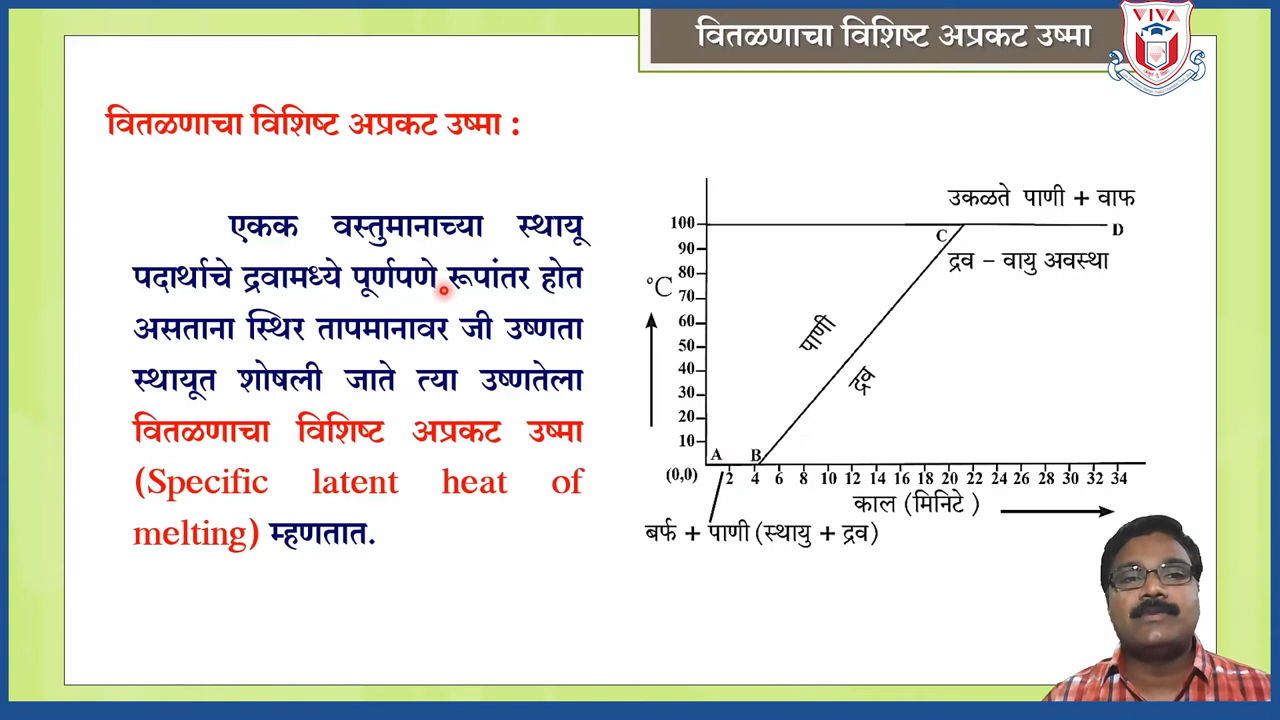 वितळणाचा विशिष्ट अप्रकट उष्मा
VIVA
वितळणाचा विशिष्ट अप्रकट उष्मा :
एकक वस्तुमानाच्या स्थायू
पदार्थाचे द्रवामध्ये पूर्णपणे रूपांतर होत
असताना स्थिर तापमानावर जी उष्णता
स्थायूत शोषली जाते त्या उष्णतेला
वितळणाचा विशिष्ट अप्रकट उष्मा
(Specific latent heat of
melting) म्हणतात.
उकळते पाणी + वाफ
100
C
D
90
द्रव – वायु अवस्था
80
°C
70
60
पाणी
50
40
द्रव
30
20
10
A
B
(0,0) 2 4 6 8 10 12 14 16 18 20 22 24 26 28 30 32 34
काल (मिनिटे )
बर्फ + पाणी (स्थायु + द्रव)